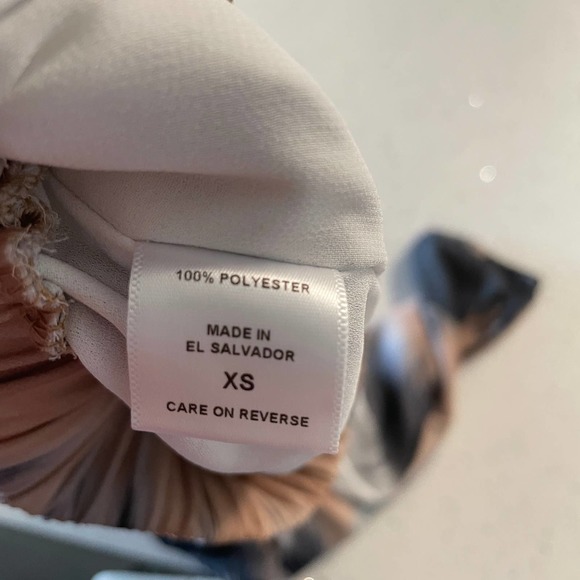 100% POLYESTER
MADE IN
EL SALVADOR
XS
CARE ON REVERSE